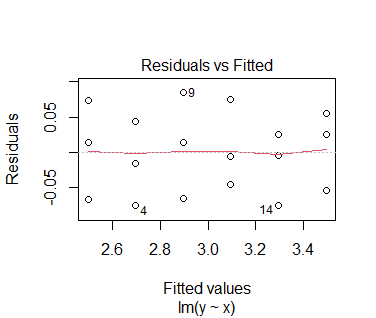 Residuals vs Fitted
Residuals
0.05
-0.05
9
4
14
2.6 2.8 3.0 3.2 3.4
Fitted values
lm(y ~ x)